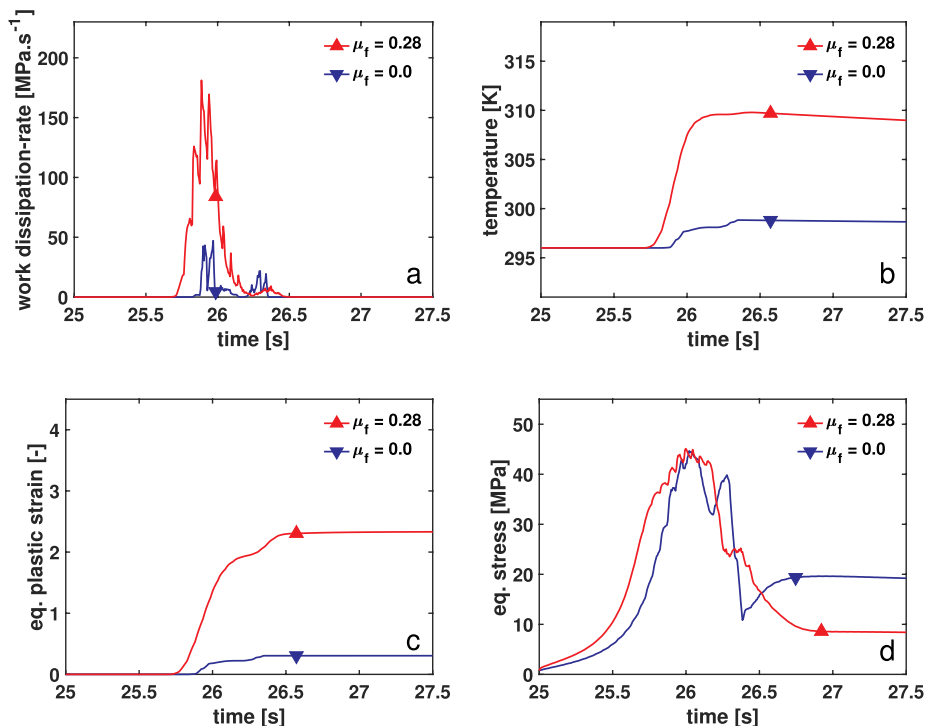 work dissipation-rate [MPa.s-1]
200
150
100
50
0
25
25.5
26
26.5
27
27.5
time [s]
μf = 0.28
μf = 0.0
a
temperature [K]
315
310
305
300
295
25
25.5
26
26.5
27
27.5
time [s]
μf = 0.28
μf = 0.0
b
eq. plastic strain [-]
4
3
2
1
0
25
25.5
26
26.5
27
27.5
time [s]
μf = 0.28
μf = 0.0
c
eq. stress [MPa]
50
40
30
20
10
0
25
25.5
26
26.5
27
27.5
time [s]
μf = 0.28
μf = 0.0
d